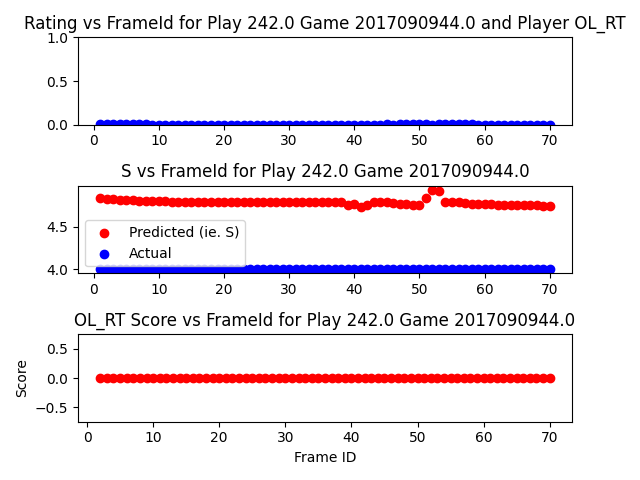 Rating vs FrameId for Play 242.0 Game 2017090944.0 and Player OL_RT
1.0
0.5
0.0
0 10 20 30 40 50 60 70
S vs FrameId for Play 242.0 Game 2017090944.0
4.5
4.0
Predicted (ie. S)
Actual
0 10 20 30 40 50 60 70
OL_RT Score vs FrameId for Play 242.0 Game 2017090944.0
Score
0.5
0.0
−0.5
0 10 20 30 40 50 60 70
Frame ID